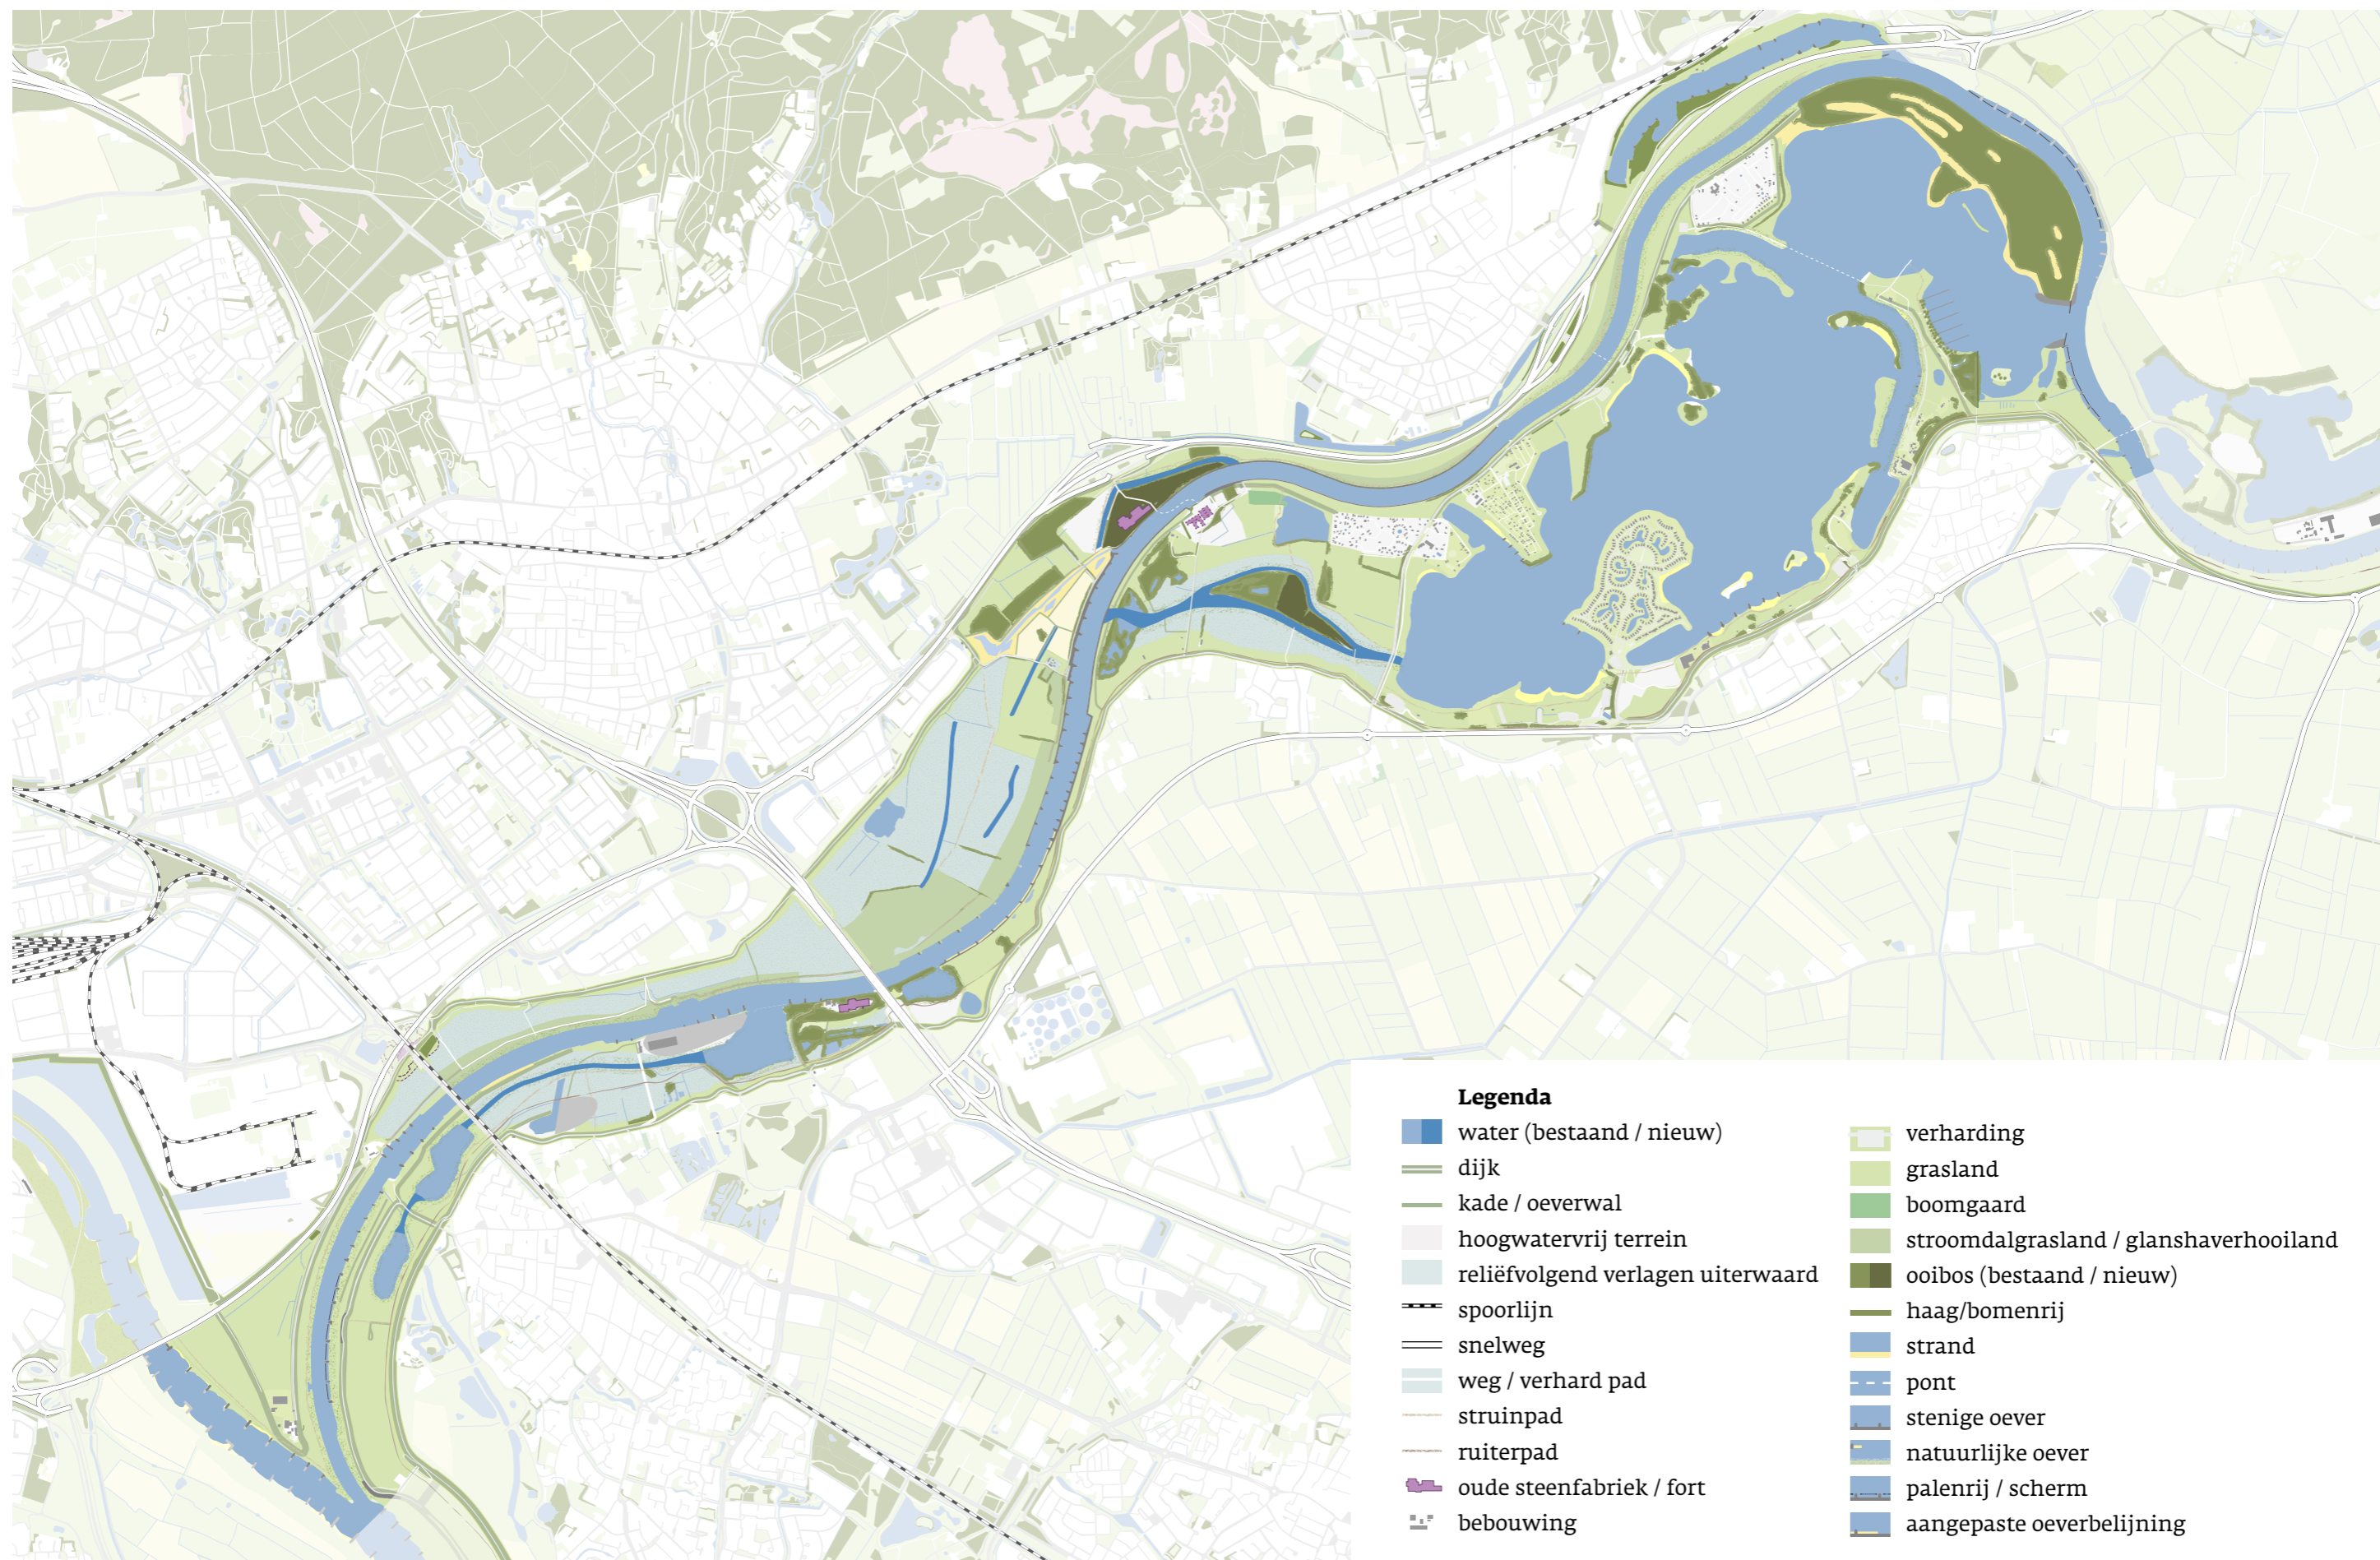 Legenda
water (bestaand / nieuw)
dijk
kade / oeverwal
hoogwatervrij terrein
reliëfvolgend verlagen uiterwaard
spoorlijn
snelweg
weg / verhard pad
struinpad
ruiterpad
oude steenfabriek / fort
bebouwing
verharding
grasland
boomgaard
stroomdalgrasland / glanshaverhooiland
ooibos (bestaand / nieuw)
haag/bomenrij
strand
pont
stenige oever
natuurlijke oever
palenrij / scherm
aangepaste oeverbelijning